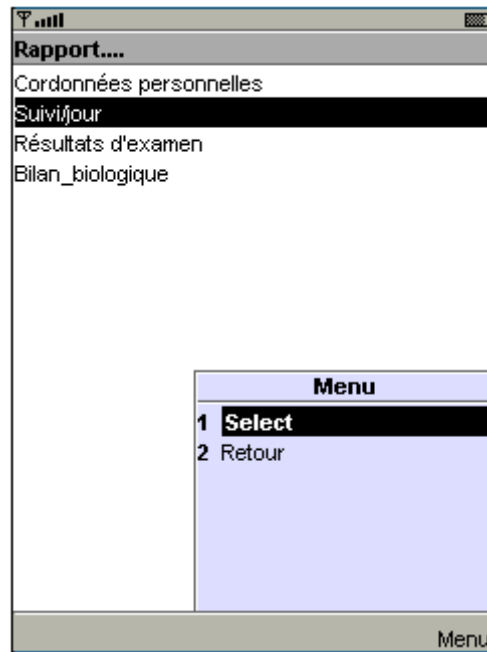 Rapport....
Cordonnées personnelles
Suivi/jour
Résultats d'examen
Bilan_biologique
Menu
1 Select
2 Retour
Menu